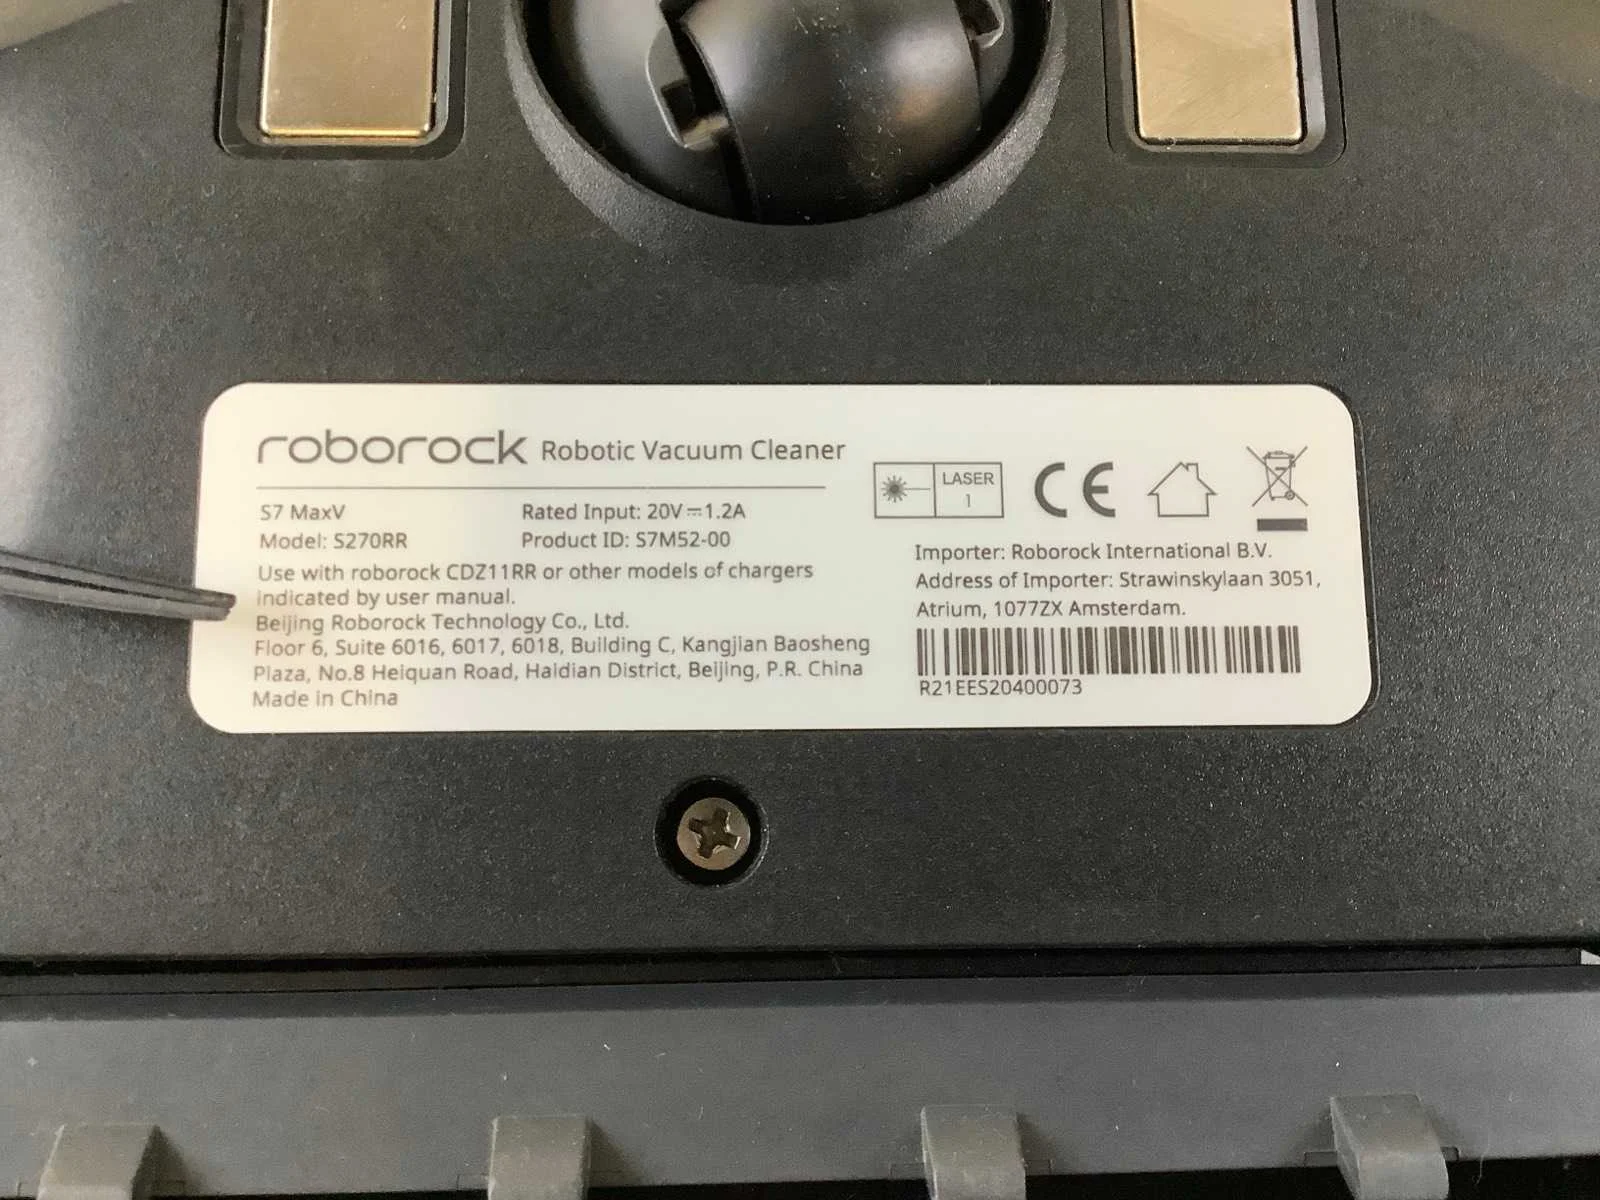 roborock Robotic Vacuum Cleaner
S7 MaxV
Rated Input: 20V⎓1.2A
Model: S270RR
Product ID: S7M52-00
Use with roborock CDZ11RR or other models of chargers
indicated by user manual.
Beijing Roborock Technology Co., Ltd.
Floor 6, Suite 6016, 6017, 6018, Building C, Kangjian Baosheng
Plaza, No.8 Heiquan Road, Haidian District, Beijing, P.R. China
Made in China
LASER
1
CE
Importer: Roborock International B.V.
Address of Importer: Strawinskylaan 3051,
Atrium, 1077ZX Amsterdam.
R21EES20400073